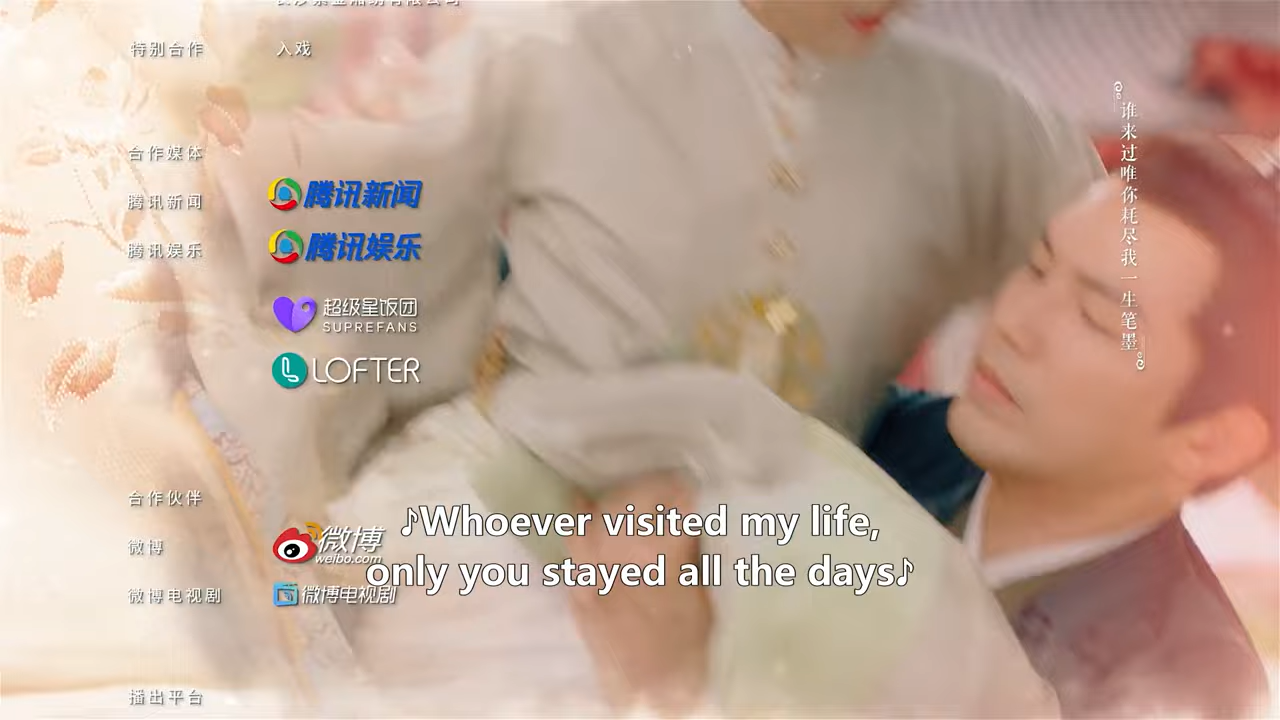 特别合作 入戏
合作媒体
腾讯新闻 腾讯新闻
腾讯娱乐 腾讯娱乐
超级星饭团
SUPREFANS
LOFTER
合作伙伴
微博 微博
weibo.com
微博电视剧 微博电视剧
播出平台
谁来过唯你耗尽我一生笔墨
♪Whoever visited my life,
only you stayed all the days♪